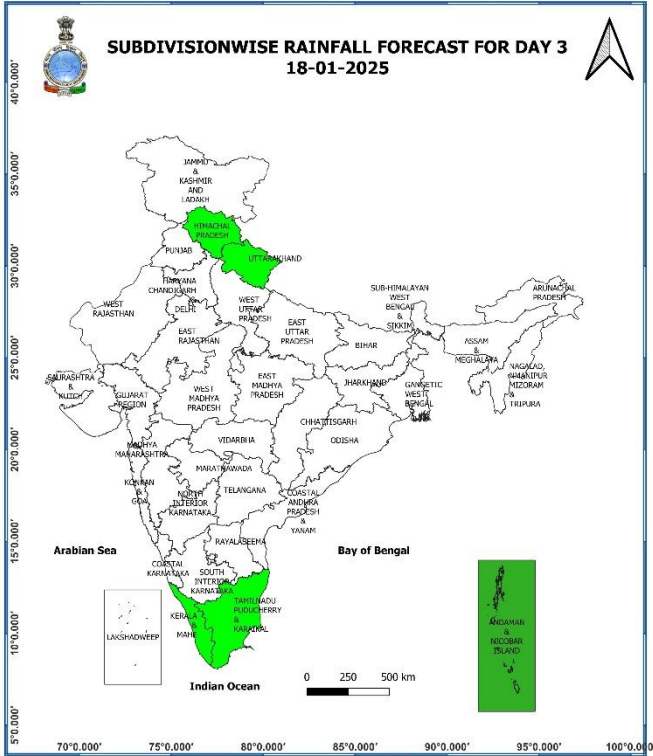 SUBDIVISIONWISE RAINFALL FORECAST FOR DAY 3
18-01-2025
40°0.000'
35°0.000'
30°0.000'
25°0.000'
20°0.000'
15°0.000'
10°0.000'
5°0.000'
JAMMU
&
KASHMIR
AND
LADAKH
HIMACHAL
PRADESH
PUNJAB
UTTARAKHAND
HARYANA
CHANDIGARH
&
DELHI
WEST
RAJASTHAN
WEST
UTTAR
PRADESH
EAST
RAJASTHAN
EAST
UTTAR
PRADESH
SUB-HIMALAYAN
WEST
BENGAL
&
SIKKIM
ARUNACHAL
PRADESH
BIHAR
ASSAM
&
MEGHALAYA
NAGALAD,
MANIPUR
MIZORAM
&
TRIPURA
SAURASHTRA
&
KUTCH
GUJARAT
REGION
WEST
MADHYA
PRADESH
EAST
MADHYA
PRADESH
JHARKHAND
GANGETIC
WEST
BENGAL
CHHATTISGARH
ODISHA
VIDARBHA
MADHYA
MAHARASHTRA
MARATHAWADA
KONKAN
&
GOA
NORTH
INTERIOR
KARNATAKA
TELANGANA
COASTAL
ANDHRA
PRADESH
&
YANAM
RAYALASEEMA
Arabian Sea
Bay of Bengal
COASTAL
KARNATAKA
SOUTH
INTERIOR
KARNATAKA
TAMILNADU
PUDUCHERRY
&
KARAIKAL
KERALA
&
MAHE
LAKSHADWEEP
ANDAMAN
&
NICOBAR
ISLAND
Indian Ocean
0 250 500 km
70°0.000' 75°0.000' 80°0.000' 85°0.000' 90°0.000' 95°0.000' 100°0.000'